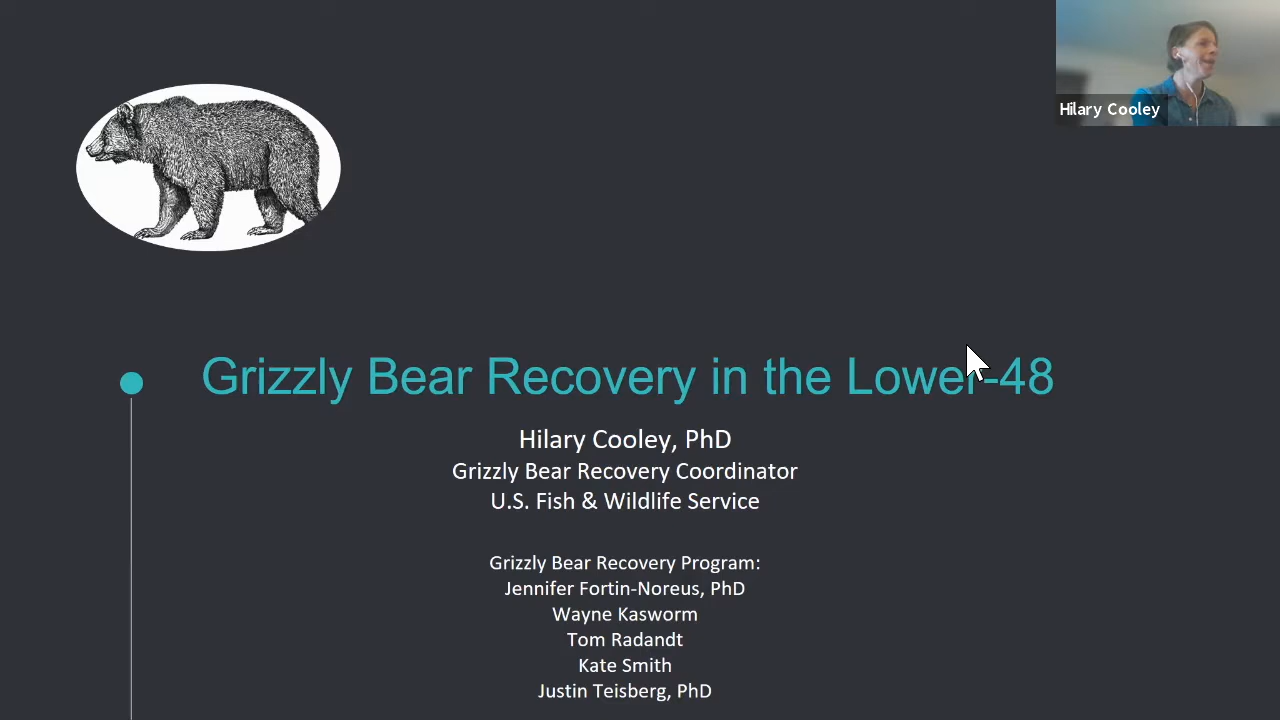 Hilary Cooley
Grizzly Bear Recovery in the Lower-48
Hilary Cooley, PhD
Grizzly Bear Recovery Coordinator
U.S. Fish & Wildlife Service
Grizzly Bear Recovery Program:
Jennifer Fortin-Noreus, PhD
Wayne Kasworm
Tom Radandt
Kate Smith
Justin Teisberg, PhD